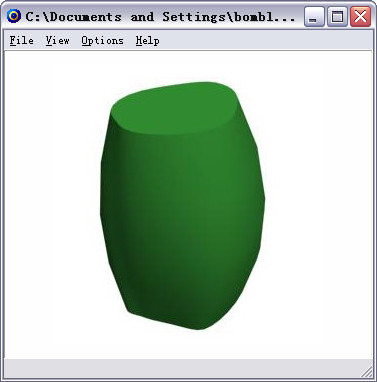 C:\Documents and Settings\bombl...
File View Options Help